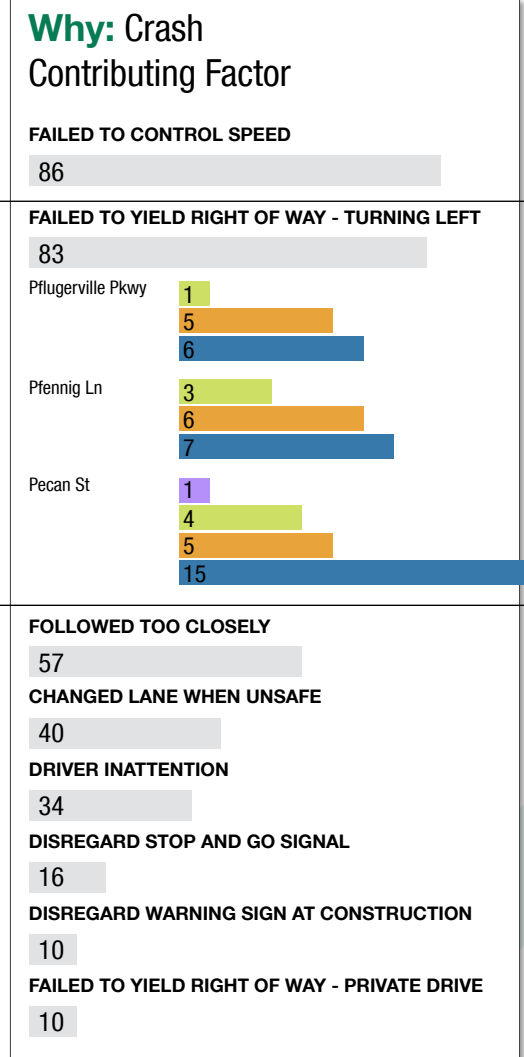 Why: Crash
Contributing Factor
FAILED TO CONTROL SPEED
86
FAILED TO YIELD RIGHT OF WAY - TURNING LEFT
83
Pflugerville Pkwy
1
5
6
Pfennig Ln
3
6
7
Pecan St
1
4
5
15
FOLLOWED TOO CLOSELY
57
CHANGED LANE WHEN UNSAFE
40
DRIVER INATTENTION
34
DISREGARD STOP AND GO SIGNAL
16
DISREGARD WARNING SIGN AT CONSTRUCTION
10
FAILED TO YIELD RIGHT OF WAY - PRIVATE DRIVE
10